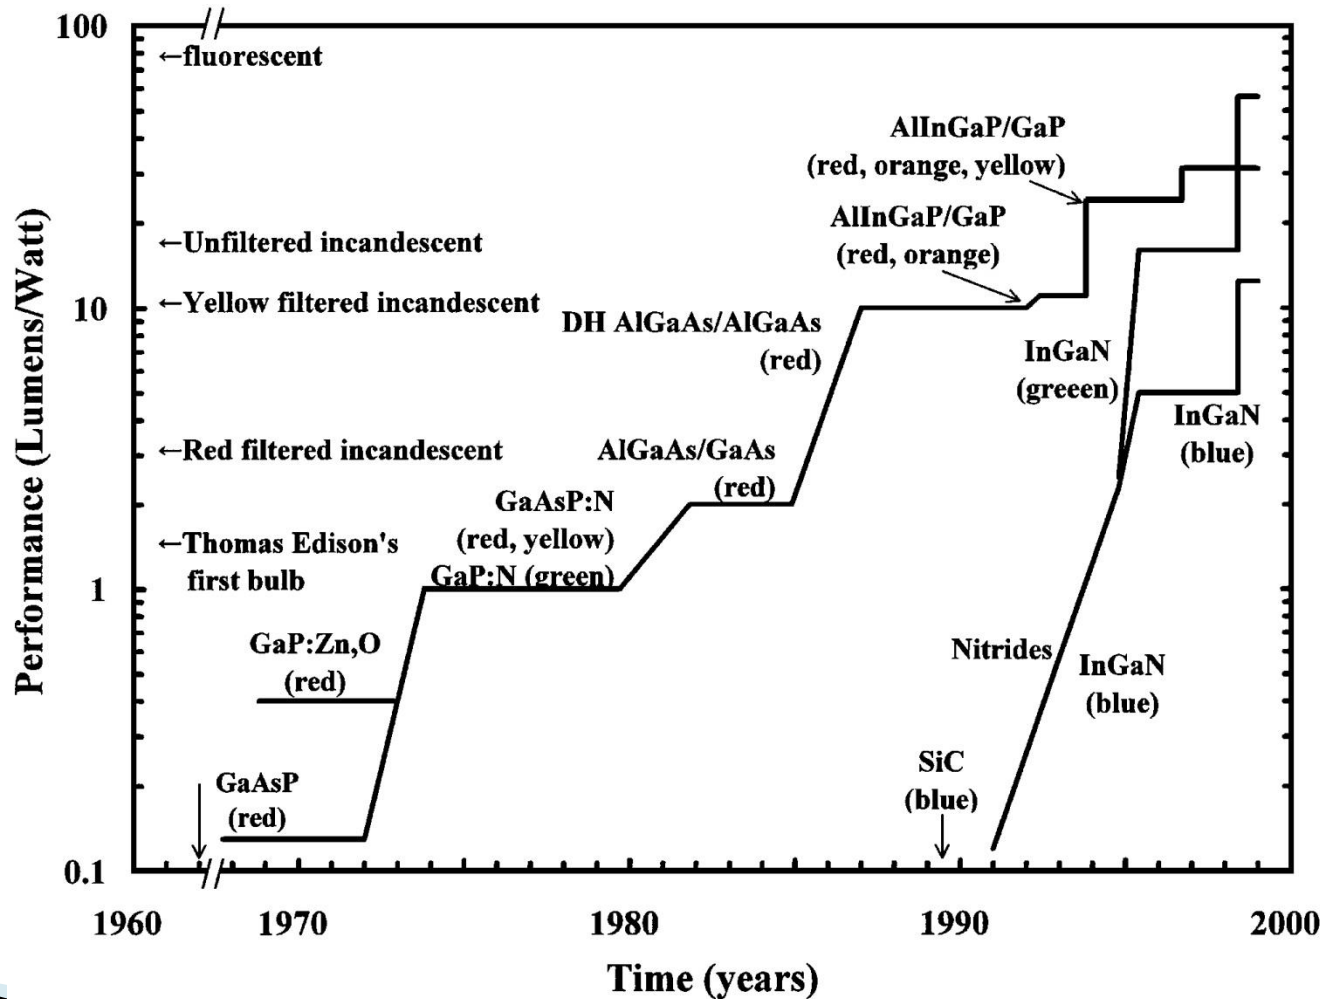 100
←fluorescent
AlInGaP/GaP
(red, orange, yellow)
AlInGaP/GaP
(red, orange)
←Unfiltered incandescent
←Yellow filtered incandescent
10
DH AlGaAs/AlGaAs
(red)
InGaN
(greeen)
InGaN
(blue)
←Red filtered incandescent
AlGaAs/GaAs
(red)
GaAsP:N
(red, yellow)
GaP:N (green)
←Thomas Edison's
first bulb
1
GaP:Zn,O
(red)
Nitrides
InGaN
(blue)
GaAsP
(red)
SiC
(blue)
0.1
1960 1970 1980 1990 2000
Time (years)
Performance (Lumens/Watt)